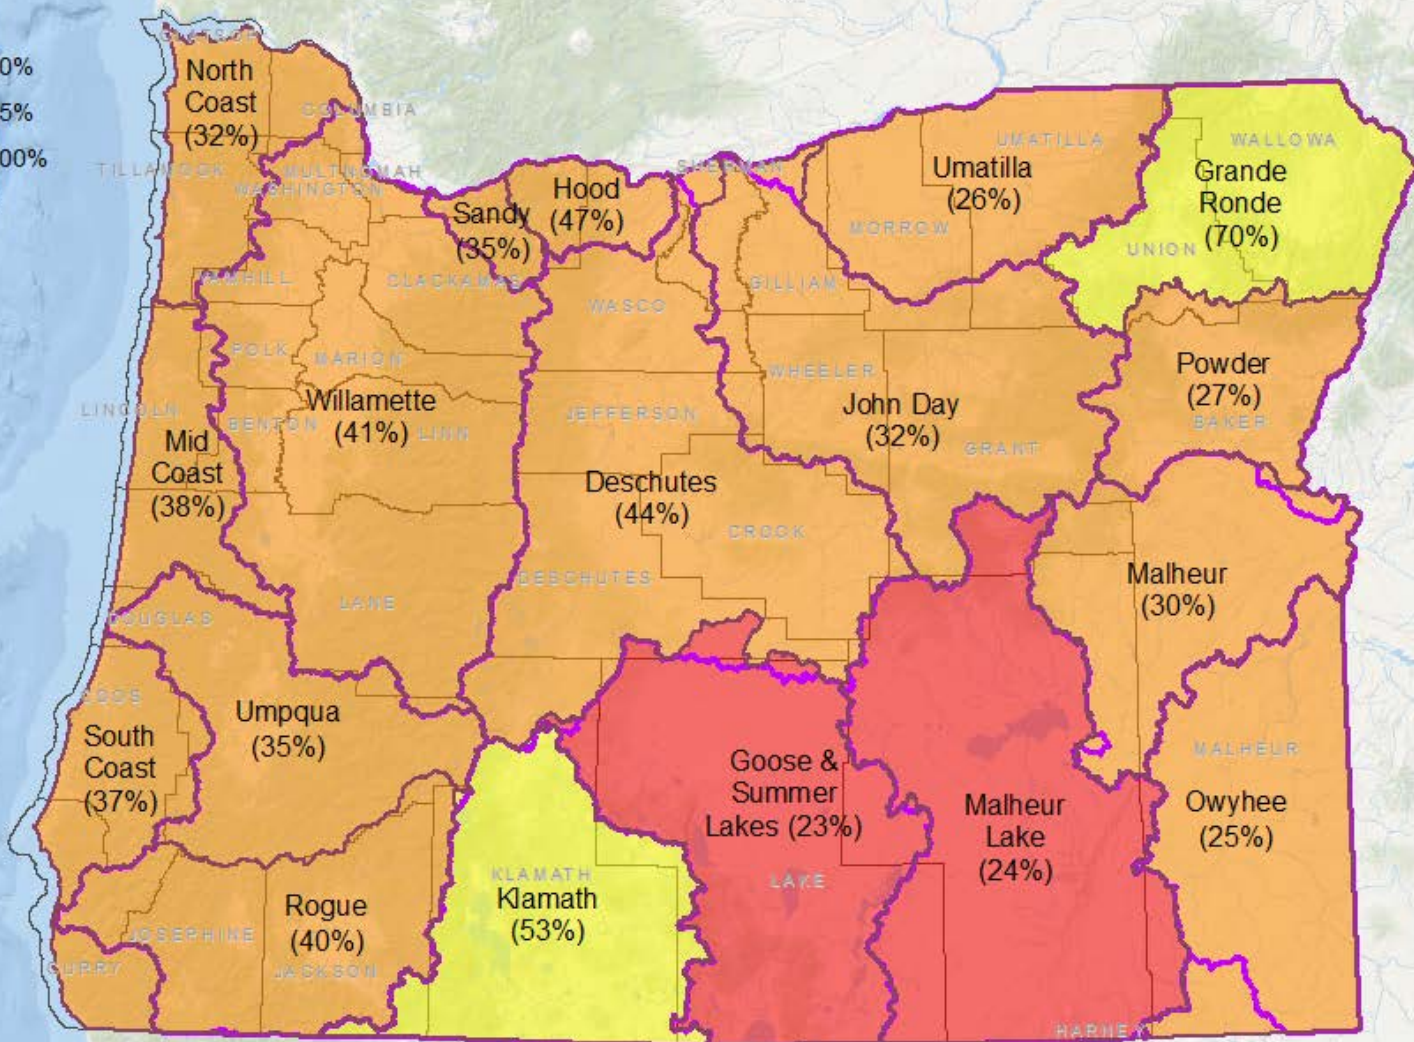 0%
5%
00%
CLATSOP
North
Coast
(32%)
COLUMBIA
TILLAMOOK
MULTNOMAH
WASHINGTON
Hood
(47%)
Sandy
(35%)
SHERMAN
UMATILLA
Umatilla
(26%)
MORROW
WALLOWA
Grande
Ronde
(70%)
UNION
YAMHILL
CLACKAMAS
WASCO
GILLIAM
POLK
MARION
Willamette
(41%)
BENTON
LINN
JEFFERSON
WHEELER
John Day
(32%)
GRANT
Powder
(27%)
BAKER
LINCOLN
Mid
Coast
(38%)
Deschutes
(44%)
CROOK
DESCHUTES
LANE
DOUGLAS
Malheur
(30%)
COOS
Umpqua
(35%)
South
Coast
(37%)
Goose &
Summer
Lakes (23%)
LAKE
Malheur
Lake
(24%)
MALHEUR
Owyhee
(25%)
KLAMATH
Klamath
(53%)
Rogue
(40%)
JOSEPHINE
JACKSON
CURRY
HARNEY